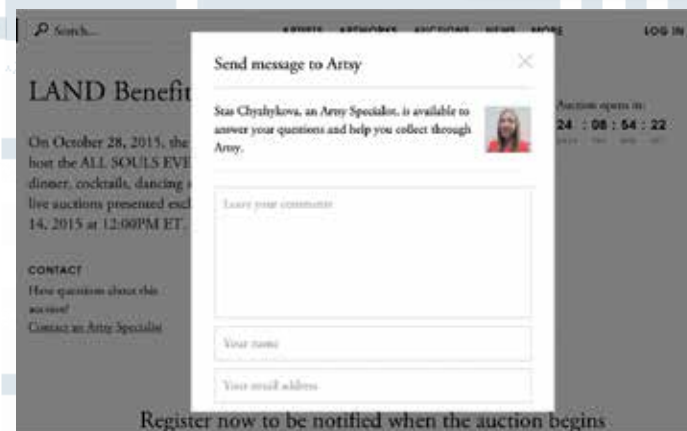 Search...
ARTISTS ARTWORKS AUCTIONS NEWS MORE
LOG IN
LAND Benefit
On October 28, 2015, the
host the ALL SOULS EVE
dinner, cocktails, dancing
live auctions presented excl
14, 2015 at 12:00PM ET.
CONTACT
Have questions about this
auction?
Contact an Artsy Specialist
Send message to Artsy
Stas Chyzhykova, an Artsy Specialist, is available to
answer your questions and help you collect through
Artsy.
Leave your comments
Your name
Your email address
Auction opens in:
24 : 08 : 54 : 22
DAYS HRS MIN SEC
Register now to be notified when the auction begins